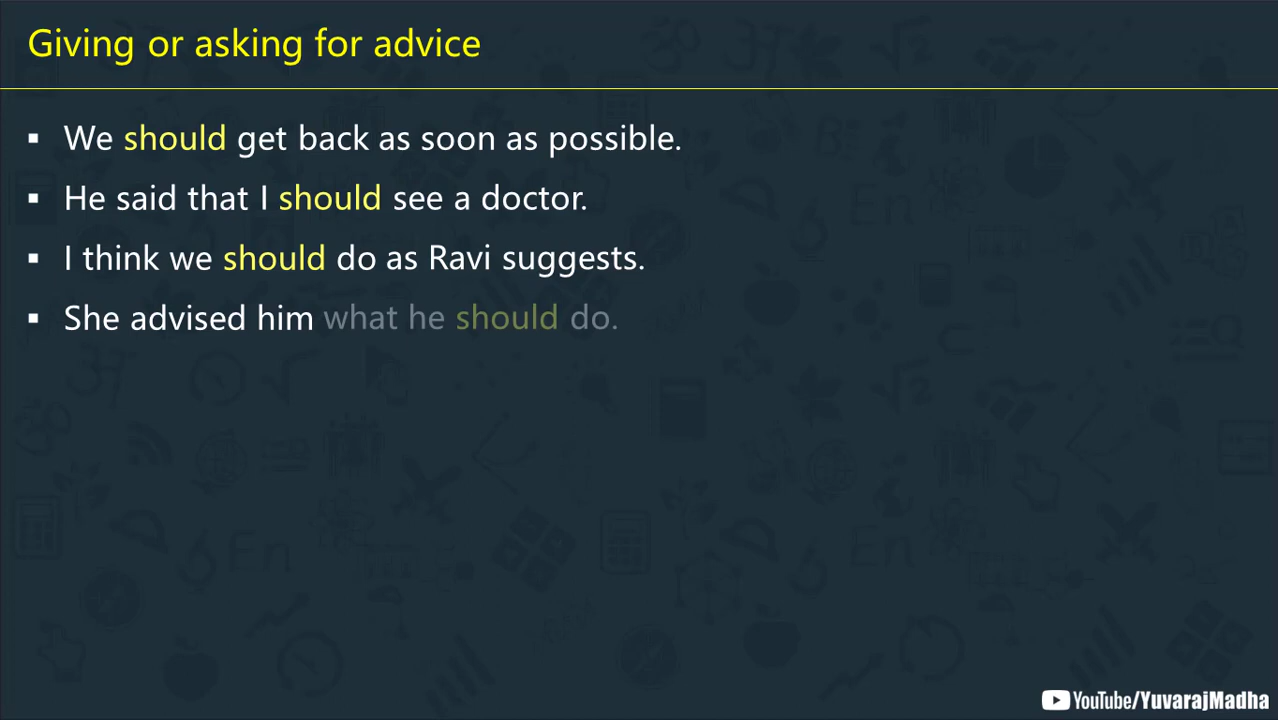 Giving or asking for advice
▪ We should get back as soon as possible.
▪ He said that I should see a doctor.
▪ I think we should do as Ravi suggests.
▪ She advised him what he should do.
YouTube/YuvarajMadha